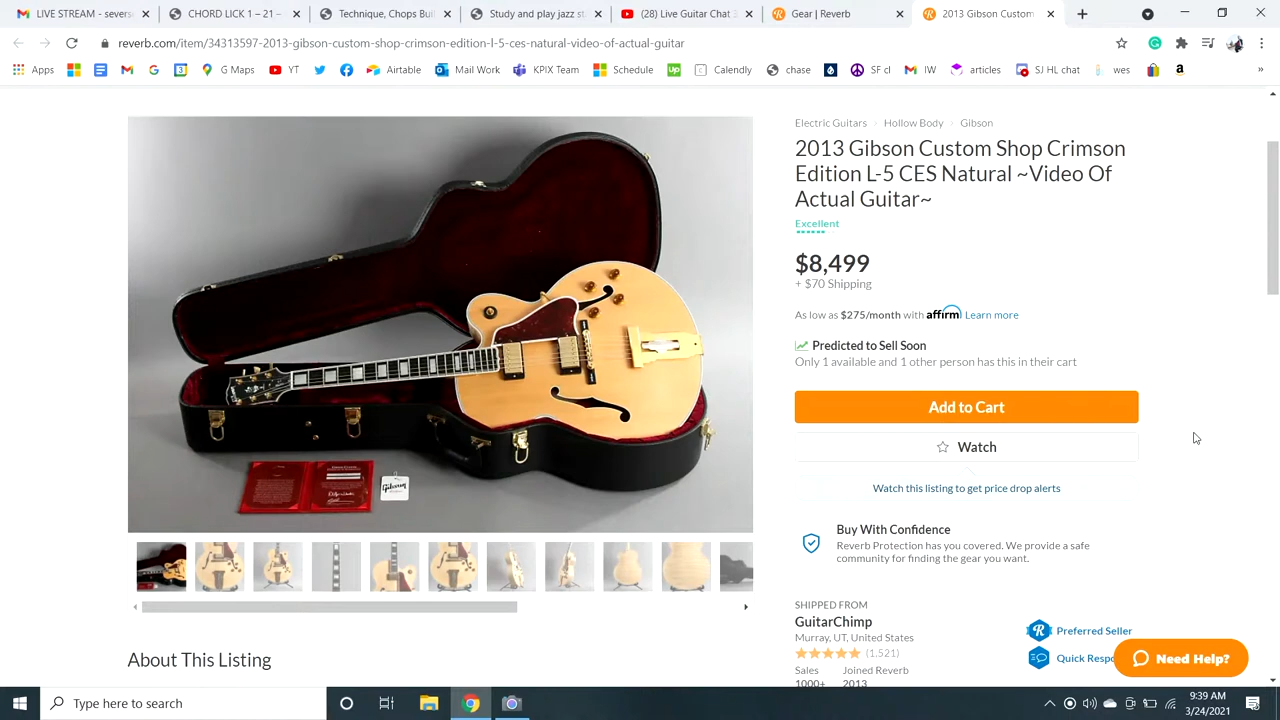 LIVE STREAM - severs
CHORD LICK 1 – 21 –
Technique, Chops Buil
Study and play jazz st
(28) Live Guitar Chat 3
Gear | Reverb
2013 Gibson Custom
reverb.com/item/34313597-2013-gibson-custom-shop-crimson-edition-l-5-ces-natural-video-of-actual-guitar
Apps
G Maps
YT
Airtable
Mail Work
KPIX Team
Schedule
Calendly
chase
SF cl
IW
articles
SJ HL chat
wes
»
Electric Guitars › Hollow Body › Gibson
2013 Gibson Custom Shop Crimson
Edition L-5 CES Natural ~Video Of
Actual Guitar~
Excellent
$8,499
+ $70 Shipping
As low as $275/month with affirm Learn more
Predicted to Sell Soon
Only 1 available and 1 other person has this in their cart
Add to Cart
Watch
Watch this listing to get price drop alerts
Buy With Confidence
Reverb Protection has you covered. We provide a safe
community for finding the gear you want.
Gibson
SHIPPED FROM
GuitarChimp
Murray, UT, United States
(1,521)
Sales
1000+
Joined Reverb
2013
Preferred Seller
Quick Respo
Need Help?
About This Listing
Type here to search
9:39 AM
3/24/2021